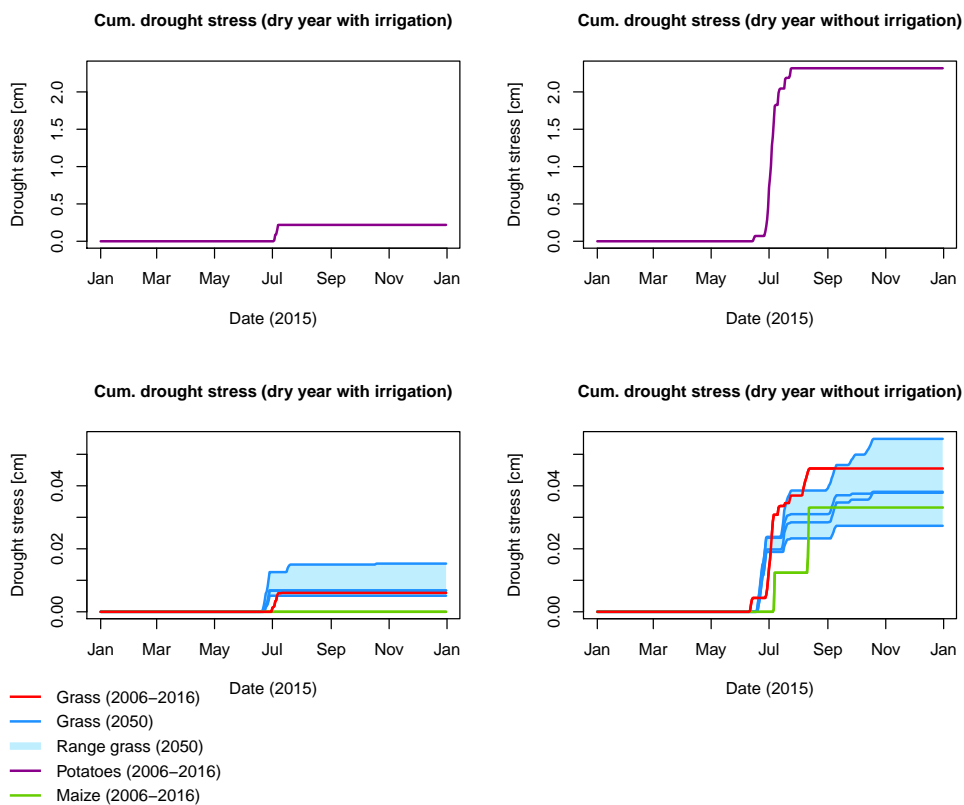 Cum. drought stress (dry year with irrigation)
Drought stress [cm]
0.0 0.5 1.0 1.5 2.0
Jan Mar May Jul Sep Nov Jan
Date (2015)
Cum. drought stress (dry year without irrigation)
Drought stress [cm]
0.0 0.5 1.0 1.5 2.0
Jan Mar May Jul Sep Nov Jan
Date (2015)
Cum. drought stress (dry year with irrigation)
Drought stress [cm]
0.00 0.02 0.04
Jan Mar May Jul Sep Nov Jan
Date (2015)
Cum. drought stress (dry year without irrigation)
Drought stress [cm]
0.00 0.02 0.04
Jan Mar May Jul Sep Nov Jan
Date (2015)
Grass (2006−2016)
Grass (2050)
Range grass (2050)
Potatoes (2006−2016)
Maize (2006−2016)